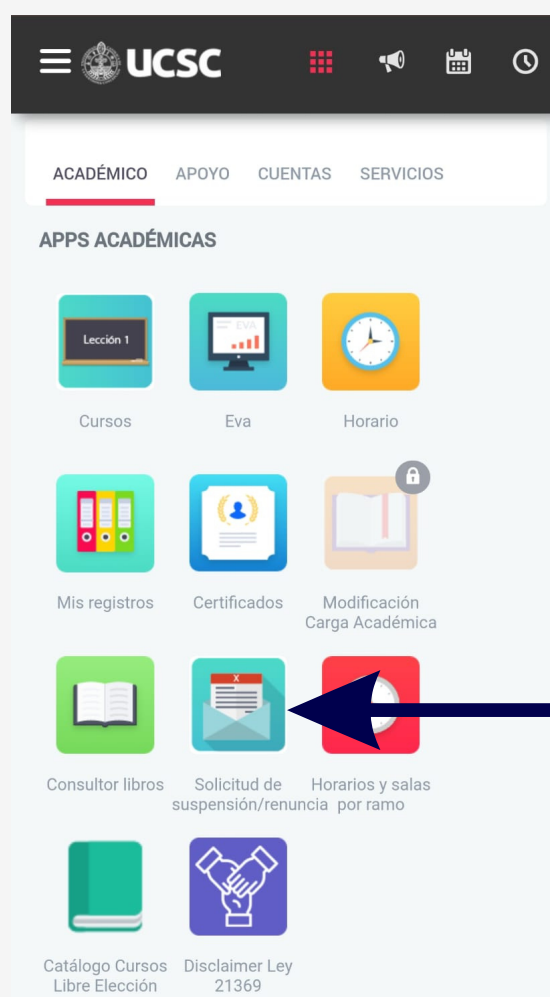 UCSC
ACADÉMICO APOYO CUENTAS SERVICIOS
APPS ACADÉMICAS
Lección 1
EVA
Cursos Eva Horario
Mis registros Certificados Modificación
Carga Académica
X
Consultor libros Solicitud de Horarios y salas
suspensión/renuncia por ramo
Catálogo Cursos Disclaimer Ley
Libre Elección 21369